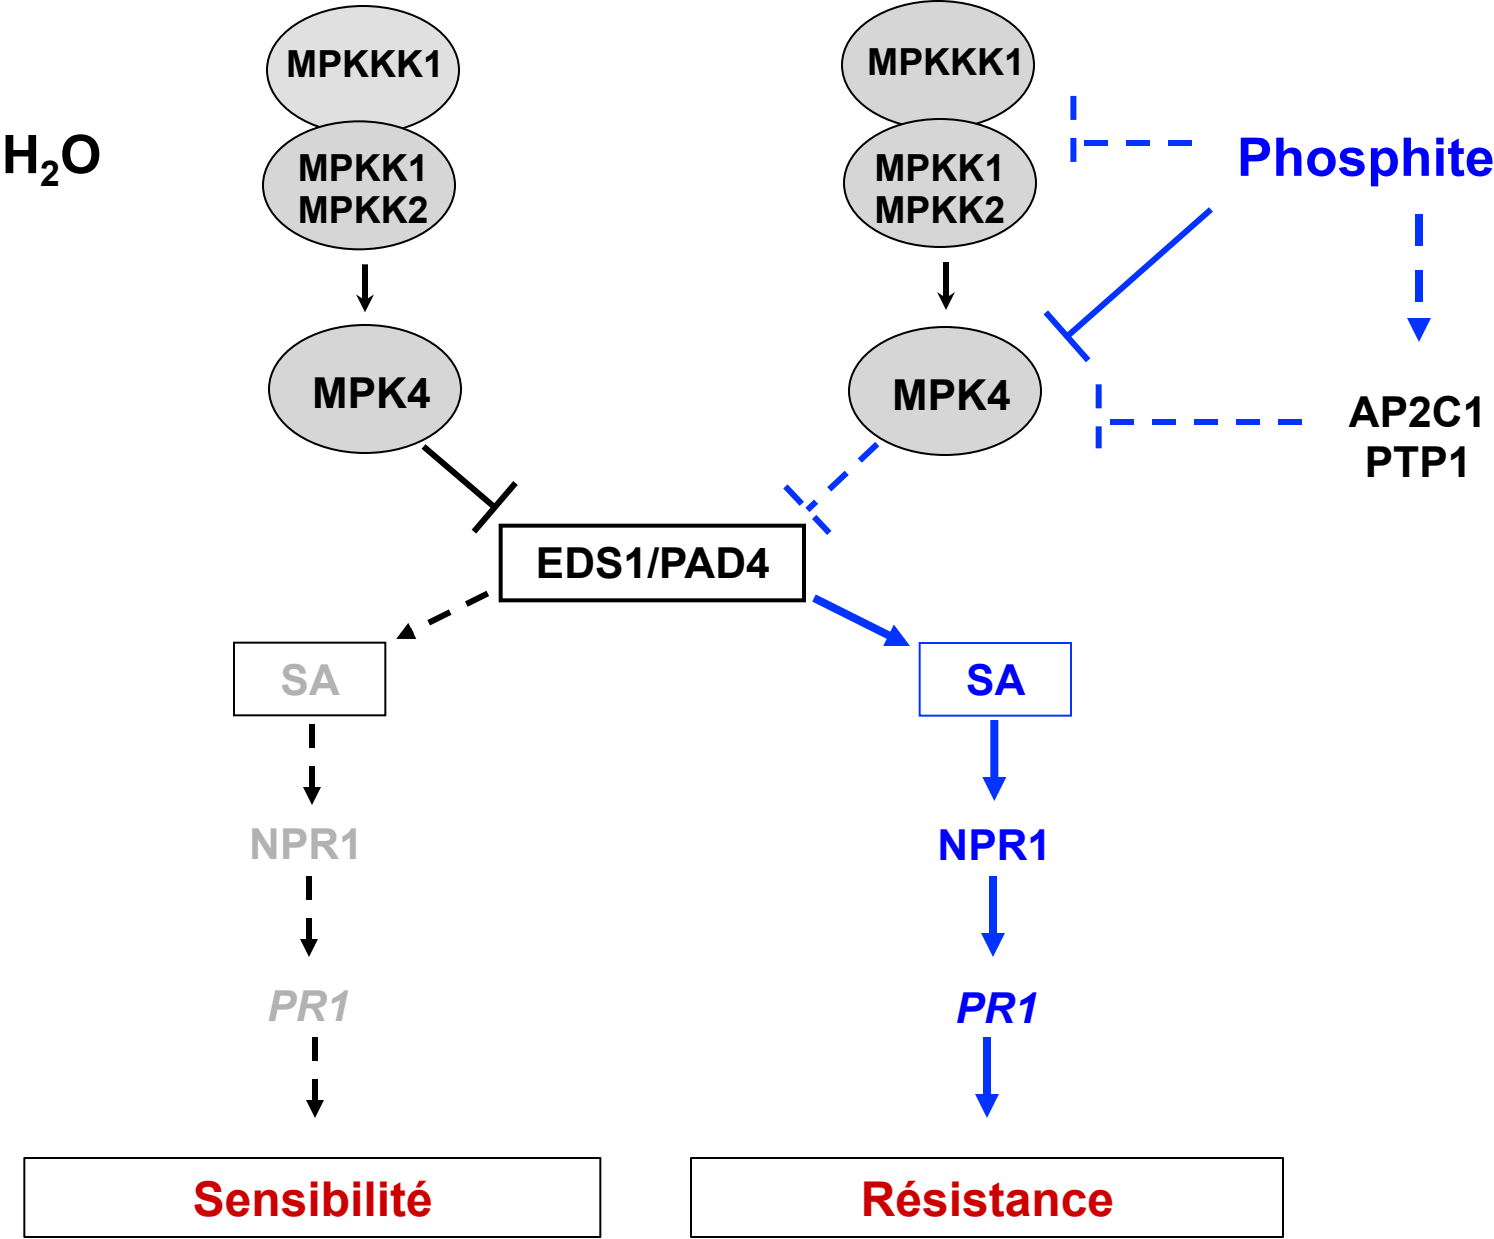 MPKKK1
MPKKK1
H₂O
Phosphite
MPKK1
MPKK2
MPKK1
MPKK2
MPK4
MPK4
AP2C1
PTP1
EDS1/PAD4
SA
SA
NPR1
NPR1
PR1
PR1
Sensibilité
Résistance